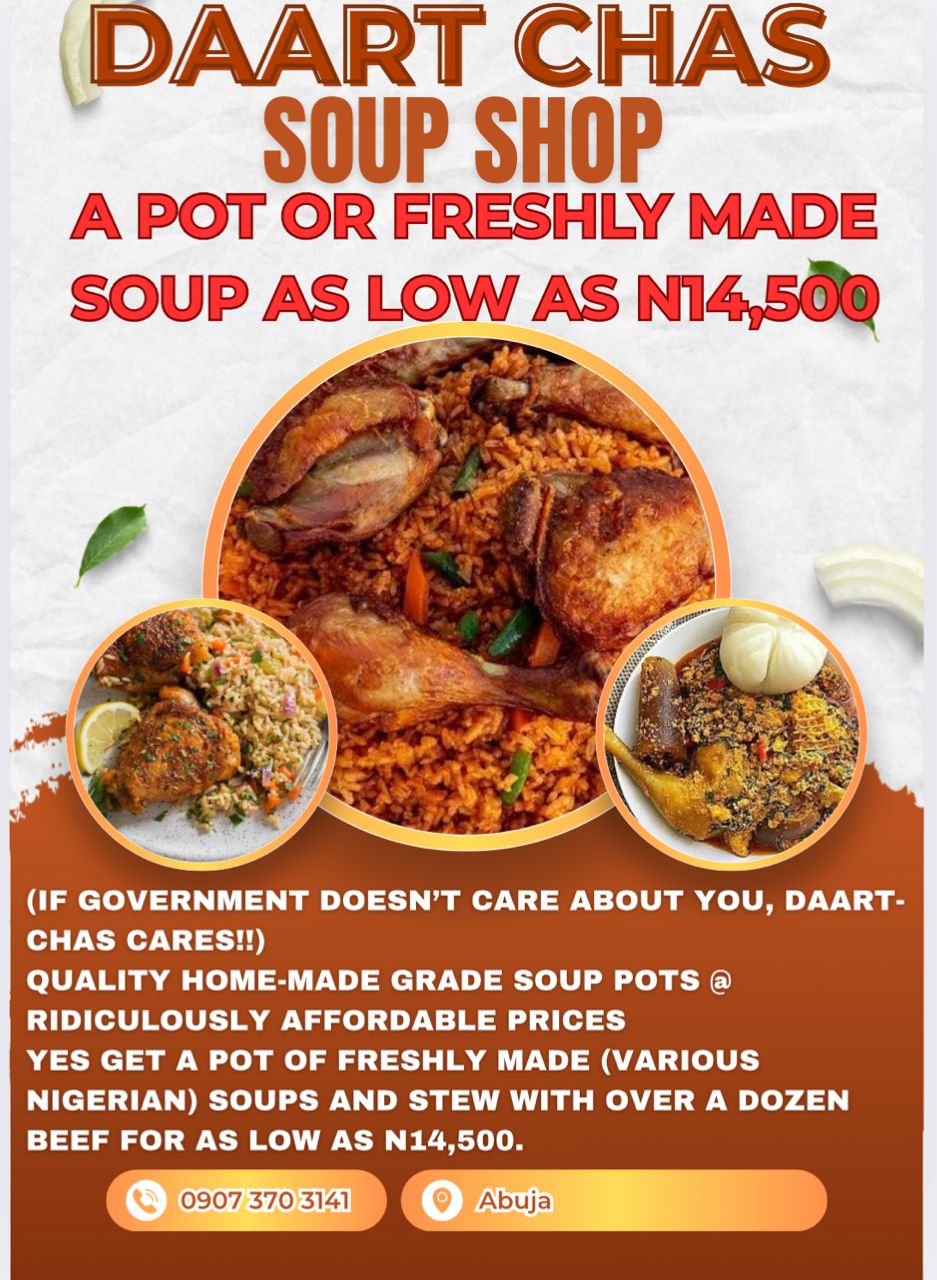 DAART CHAS
SOUP SHOP
A POT OR FRESHLY MADE
SOUP AS LOW AS N14,500
(IF GOVERNMENT DOESN’T CARE ABOUT YOU, DAART-
CHAS CARES!!)
QUALITY HOME-MADE GRADE SOUP POTS @
RIDICULOUSLY AFFORDABLE PRICES
YES GET A POT OF FRESHLY MADE (VARIOUS
NIGERIAN) SOUPS AND STEW WITH OVER A DOZEN
BEEF FOR AS LOW AS N14,500.
0907 370 3141
Abuja